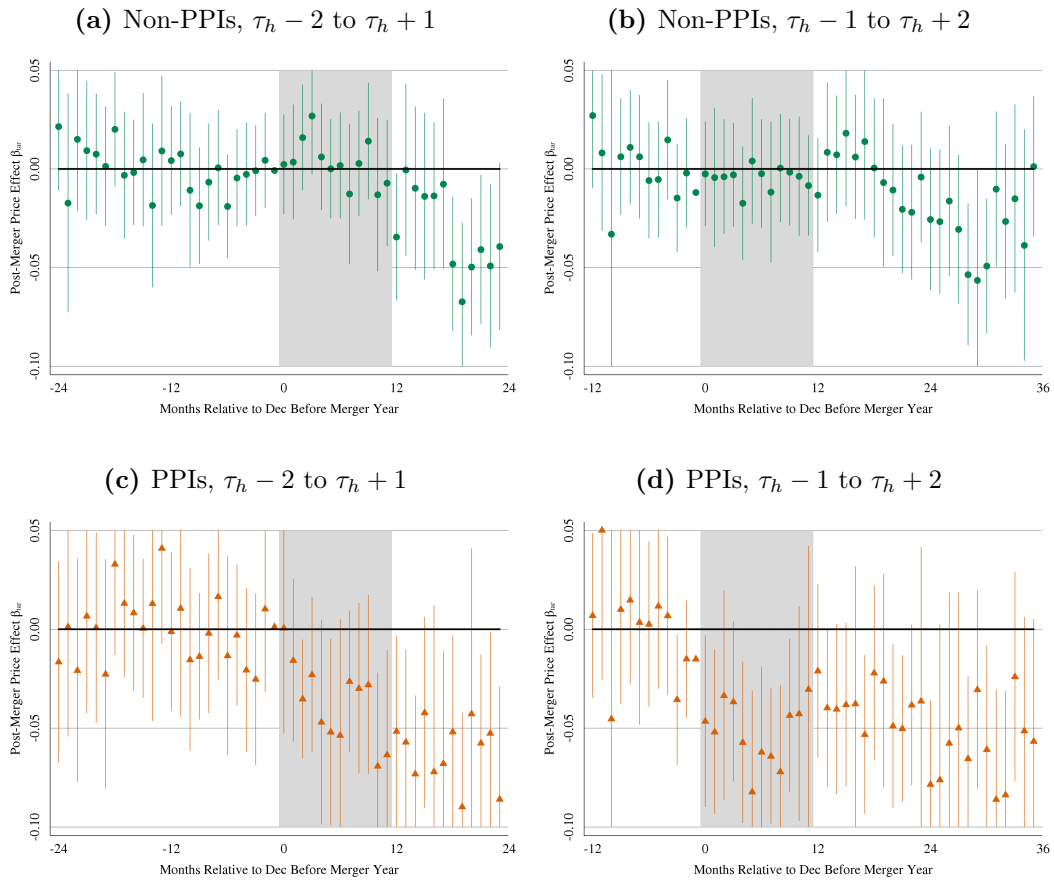 (a) Non-PPIs, τₕ − 2 to τₕ + 1
Post-Merger Price Effect β̂ₕτ
0.05
0.00
-0.05
-0.10
-24 -12 0 12 24
Months Relative to Dec Before Merger Year
(b) Non-PPIs, τₕ − 1 to τₕ + 2
Post-Merger Price Effect β̂ₕτ
0.05
0.00
-0.05
-0.10
-12 0 12 24 36
Months Relative to Dec Before Merger Year
(c) PPIs, τₕ − 2 to τₕ + 1
Post-Merger Price Effect β̂ₕτ
0.05
0.00
-0.05
-0.10
-24 -12 0 12 24
Months Relative to Dec Before Merger Year
(d) PPIs, τₕ − 1 to τₕ + 2
Post-Merger Price Effect β̂ₕτ
0.05
0.00
-0.05
-0.10
-12 0 12 24 36
Months Relative to Dec Before Merger Year